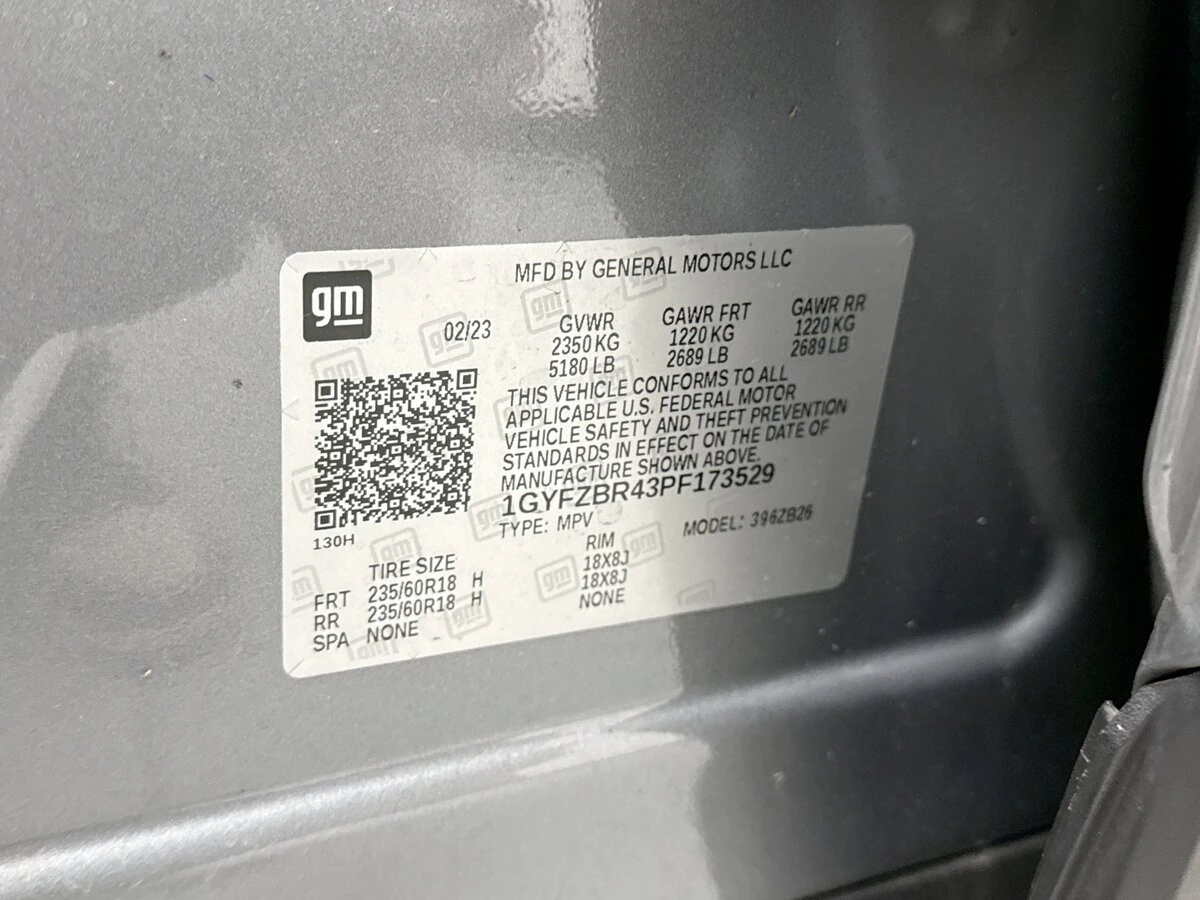 gm
MFD BY GENERAL MOTORS LLC
02/23
GVWR GAWR FRT GAWR RR
2350 KG 1220 KG 1220 KG
5180 LB 2689 LB 2689 LB
THIS VEHICLE CONFORMS TO ALL
APPLICABLE U.S. FEDERAL MOTOR
VEHICLE SAFETY AND THEFT PREVENTION
STANDARDS IN EFFECT ON THE DATE OF
MANUFACTURE SHOWN ABOVE.
1GYFZBR43PF173529
TYPE: MPV MODEL: 396ZB26
130H
TIRE SIZE RIM
FRT 235/60R18 H 18X8J
RR 235/60R18 H 18X8J
SPA NONE NONE